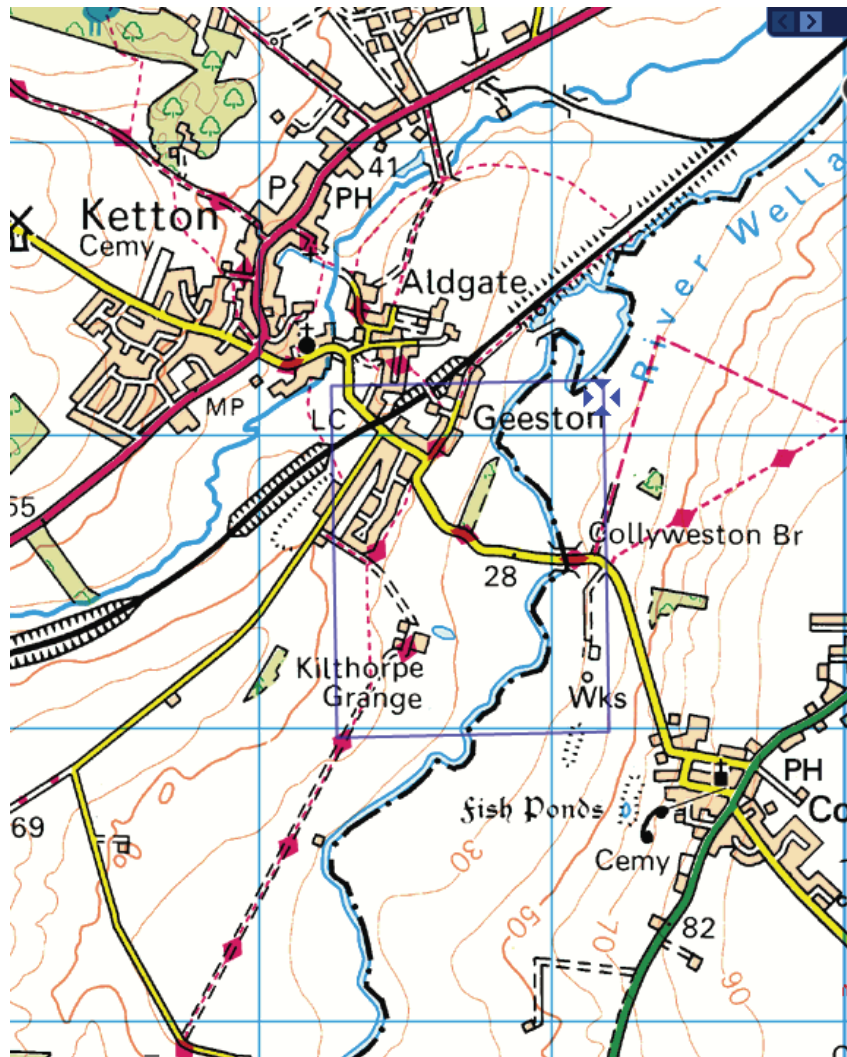 41
P
PH
Ketton
Cemy
Aldgate
River Wella
MP
LC
Geeston
55
Collyweston Br
28
Kilthorpe
Grange
Wks
PH
Co
69
Fish Ponds
Cemy
30
50
70
82
90